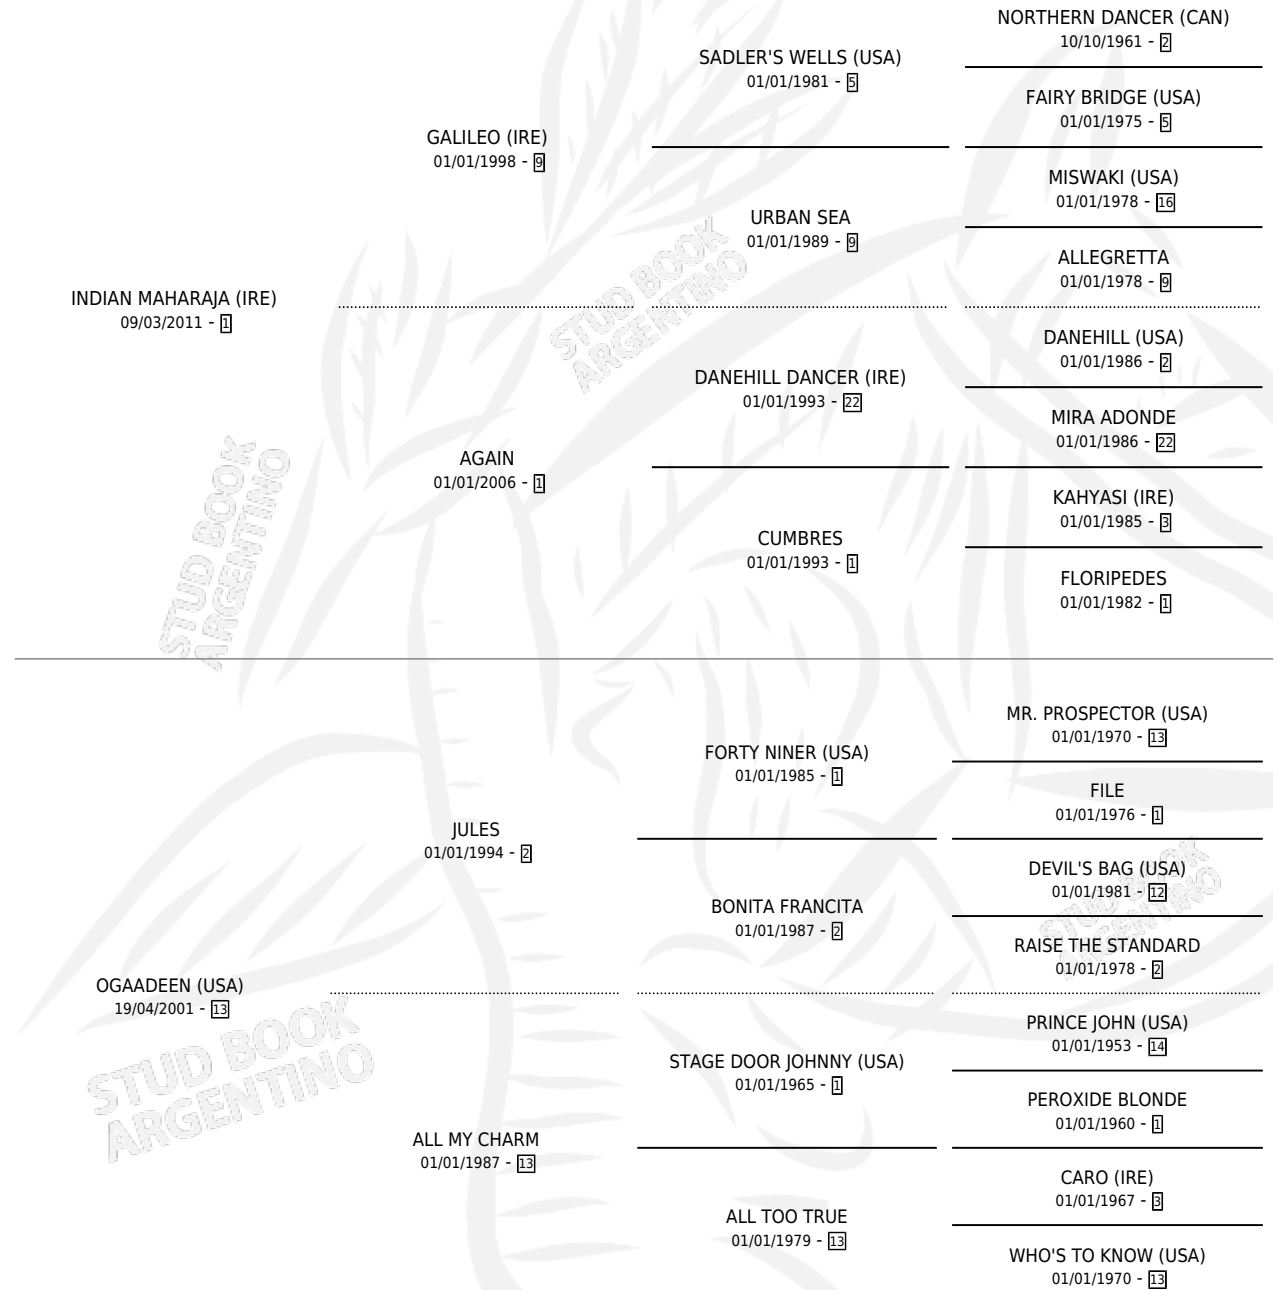 NORTHERN DANCER (CAN)
10/10/1961 - 2
SADLER'S WELLS (USA)
01/01/1981 - 5
FAIRY BRIDGE (USA)
01/01/1975 - 5
GALILEO (IRE)
01/01/1998 - 9
MISWAKI (USA)
01/01/1978 - 16
URBAN SEA
01/01/1989 - 9
ALLEGRETTA
01/01/1978 - 9
INDIAN MAHARAJA (IRE)
09/03/2011 - 1
DANEHILL (USA)
01/01/1986 - 2
DANEHILL DANCER (IRE)
01/01/1993 - 22
MIRA ADONDE
01/01/1986 - 22
AGAIN
01/01/2006 - 1
KAHYASI (IRE)
01/01/1985 - 3
CUMBRES
01/01/1993 - 1
FLORIPEDES
01/01/1982 - 1
MR. PROSPECTOR (USA)
01/01/1970 - 13
FORTY NINER (USA)
01/01/1985 - 1
FILE
01/01/1976 - 1
JULES
01/01/1994 - 2
DEVIL'S BAG (USA)
01/01/1981 - 12
BONITA FRANCITA
01/01/1987 - 2
RAISE THE STANDARD
01/01/1978 - 2
OGAADEEN (USA)
19/04/2001 - 13
PRINCE JOHN (USA)
01/01/1953 - 14
STAGE DOOR JOHNNY (USA)
01/01/1965 - 1
PEROXIDE BLONDE
01/01/1960 - 1
ALL MY CHARM
01/01/1987 - 13
CARO (IRE)
01/01/1967 - 3
ALL TOO TRUE
01/01/1979 - 13
WHO'S TO KNOW (USA)
01/01/1970 - 13
STUD BOOK
ARGENTINO
STUD BOOK
ARGENTINO
STUD BOOK
ARGENTINO
STUD BOOK
ARGENTINO